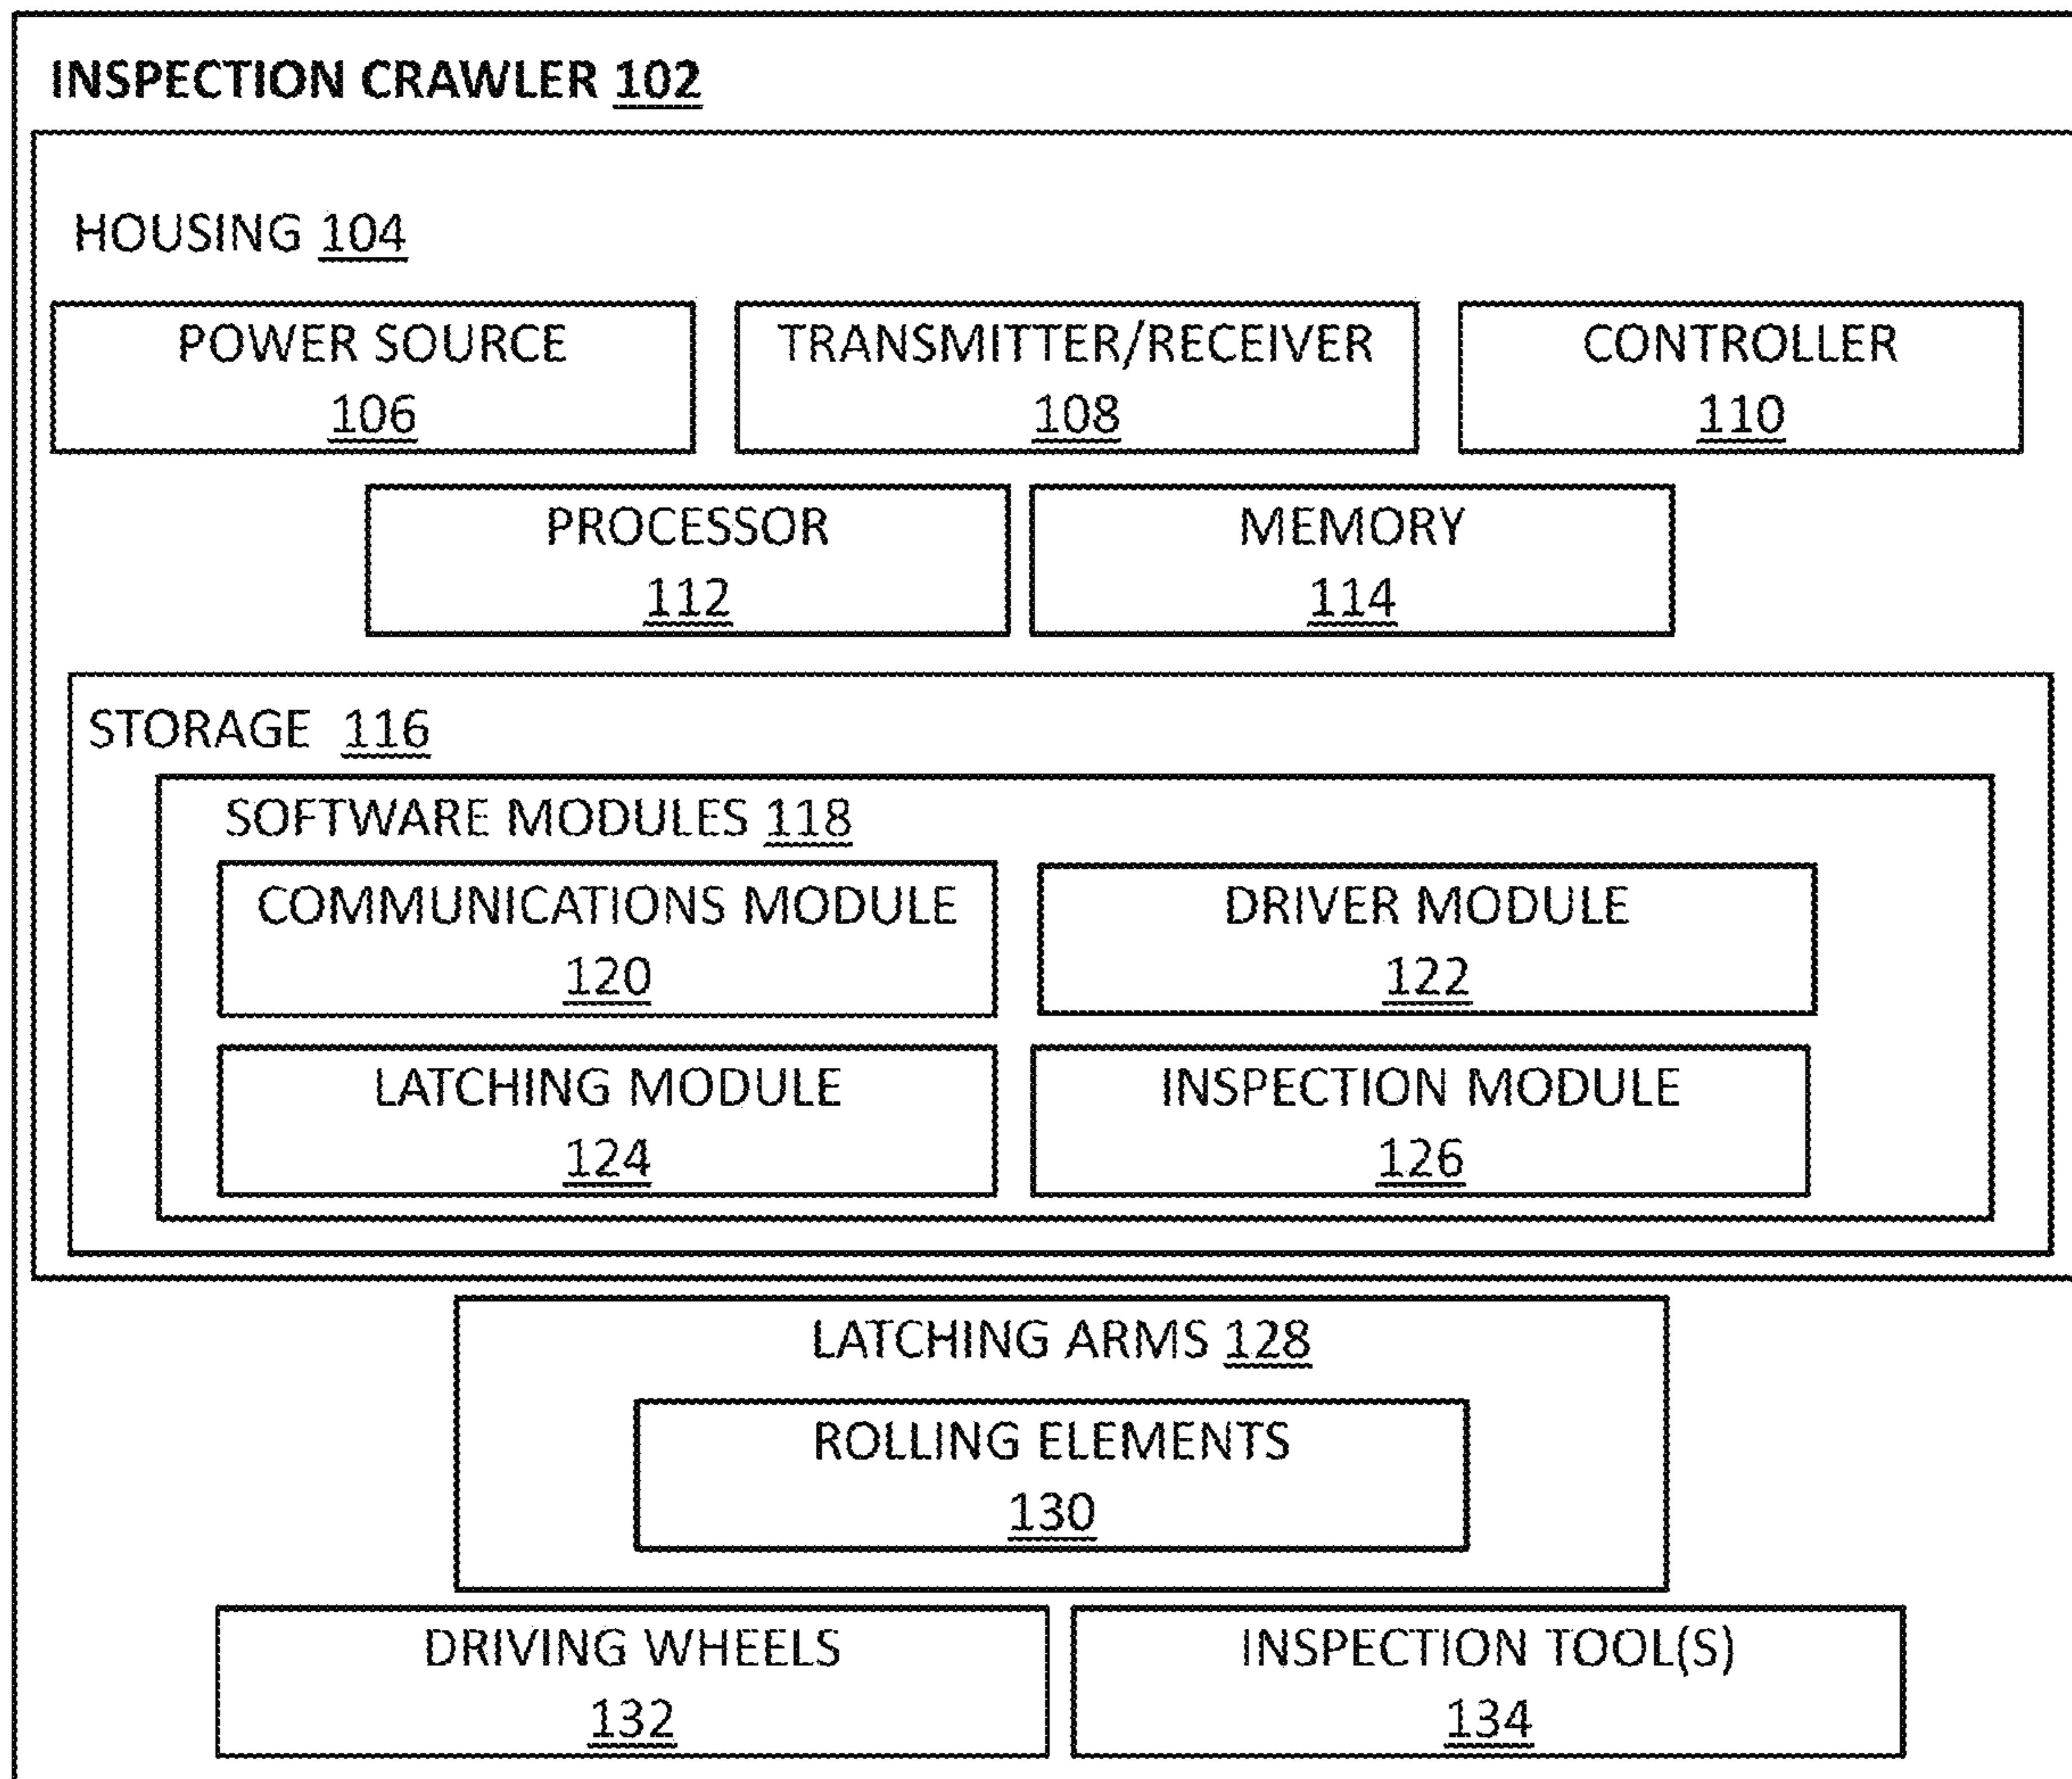 INSPECTION CRAWLER 102
HOUSING 104
POWER SOURCE
106
TRANSMITTER/RECEIVER
108
CONTROLLER
110
PROCESSOR
112
MEMORY
114
STORAGE 116
SOFTWARE MODULES 118
COMMUNICATIONS MODULE
120
DRIVER MODULE
122
LATCHING MODULE
124
INSPECTION MODULE
126
LATCHING ARMS 128
ROLLING ELEMENTS
130
DRIVING WHEELS
132
INSPECTION TOOL(S)
134